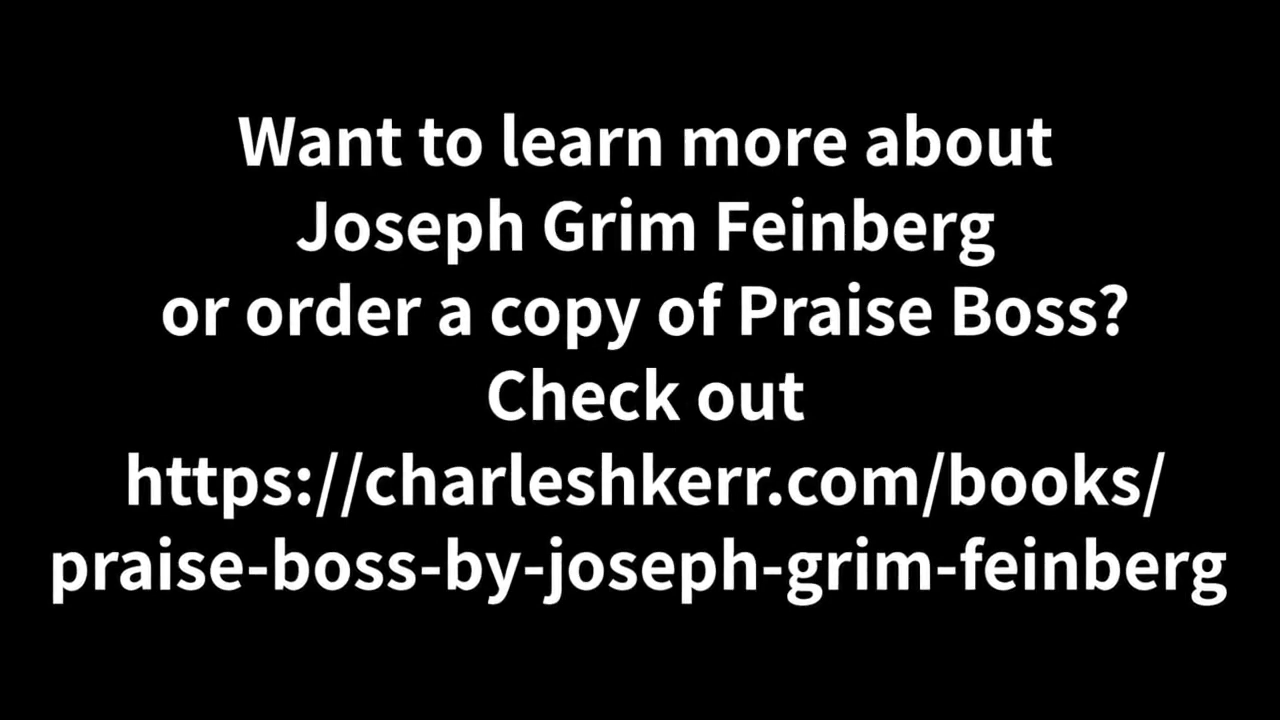 Want to learn more about
Joseph Grim Feinberg
or order a copy of Praise Boss?
Check out
https://charleshkerr.com/books/
praise-boss-by-joseph-grim-feinberg